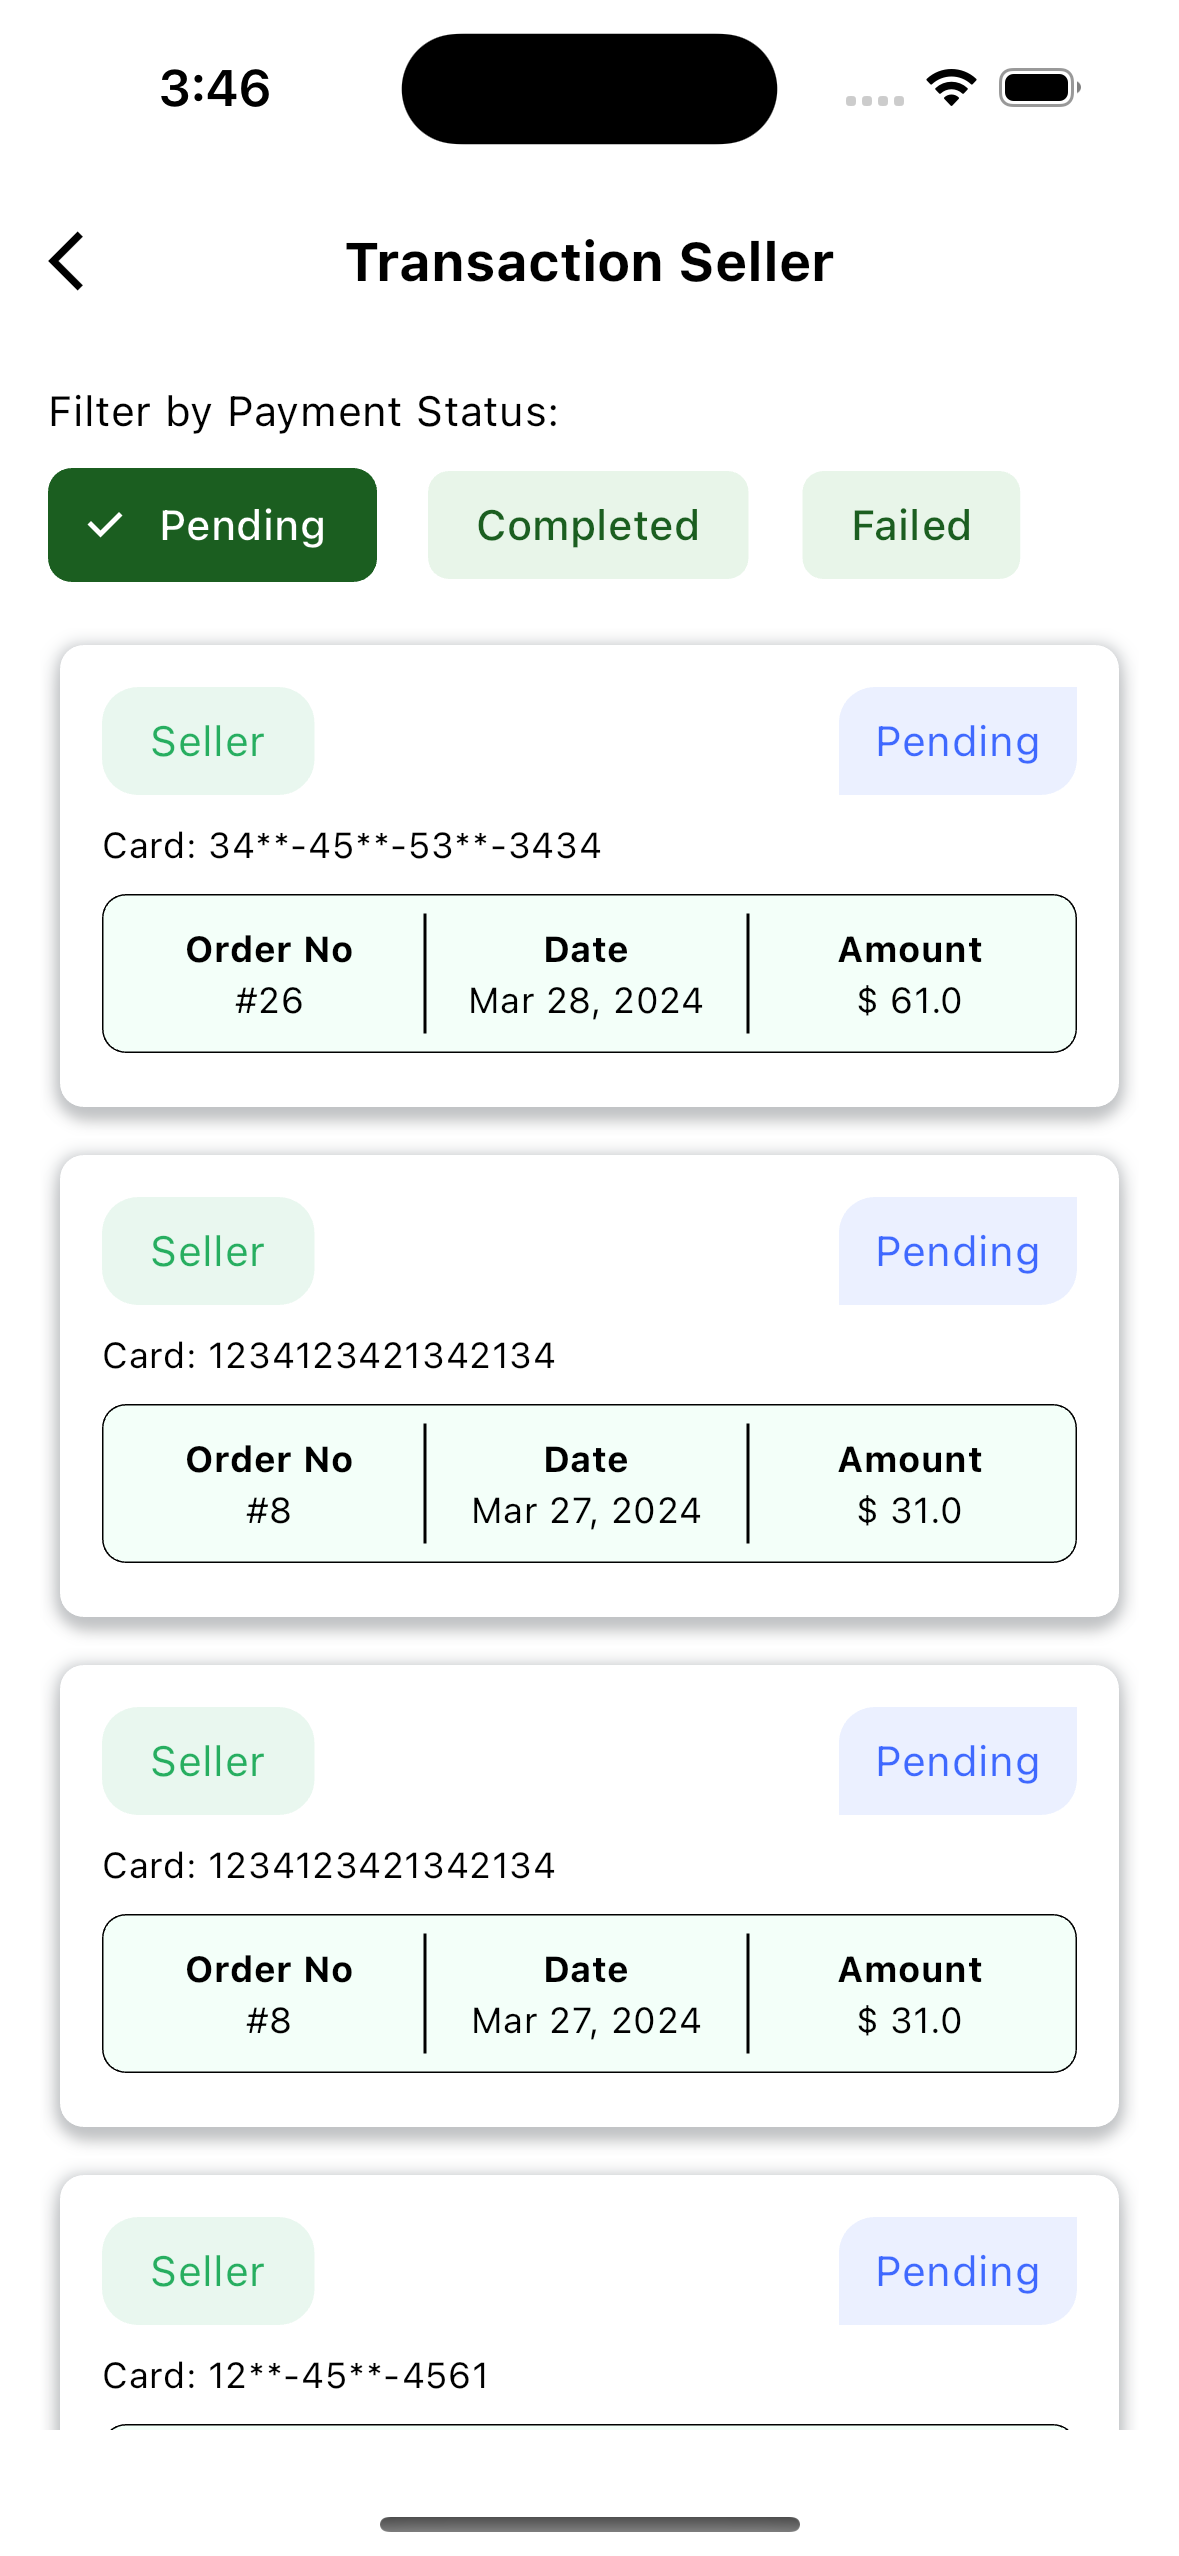 3:46
Transaction Seller
Filter by Payment Status:
Pending Completed Failed
Seller Pending
Card: 34**-45**-53**-3434
Order No Date Amount
#26 Mar 28, 2024 $ 61.0
Seller Pending
Card: 1234123421342134
Order No Date Amount
#8 Mar 27, 2024 $ 31.0
Seller Pending
Card: 1234123421342134
Order No Date Amount
#8 Mar 27, 2024 $ 31.0
Seller Pending
Card: 12**-45**-4561